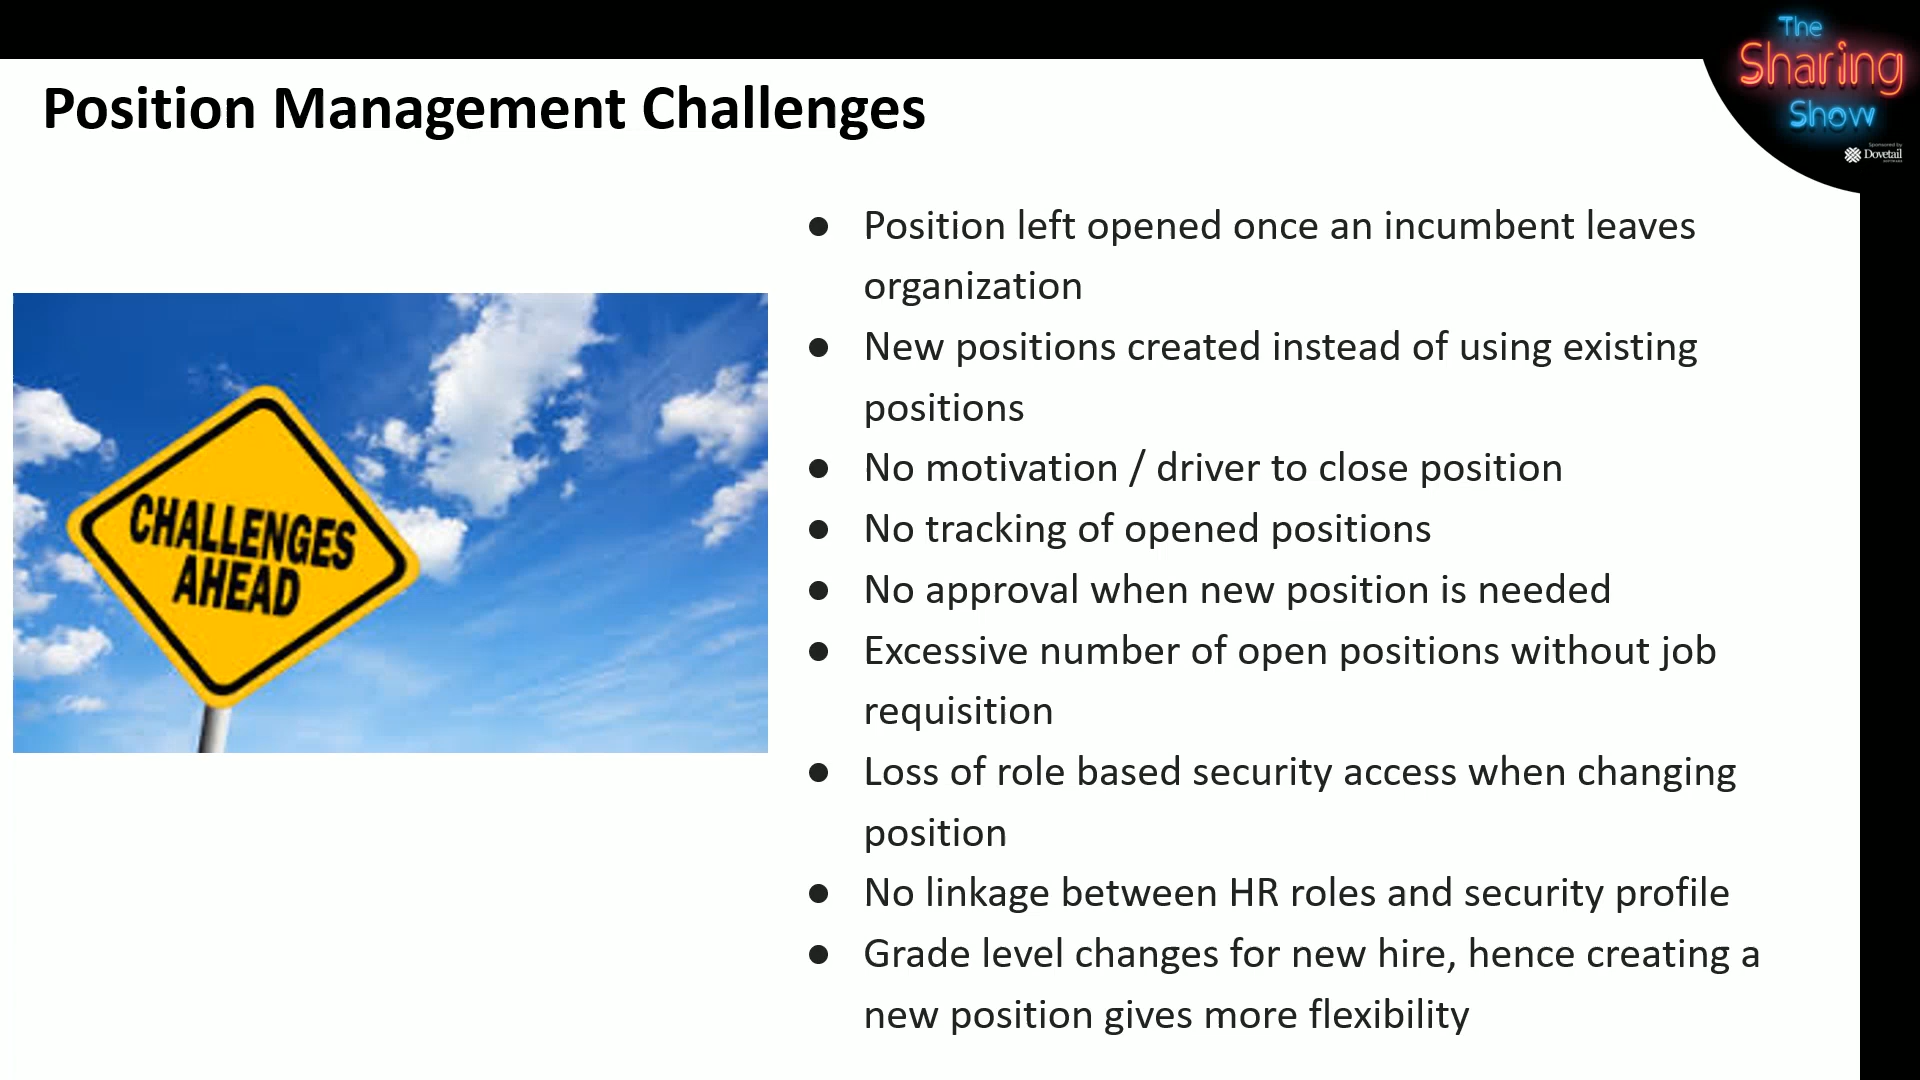 The
Sharing
Show
Sponsored by
Dovetail
SOFTWARE
Position Management Challenges
CHALLENGES
AHEAD
● Position left opened once an incumbent leaves
organization
● New positions created instead of using existing
positions
● No motivation / driver to close position
● No tracking of opened positions
● No approval when new position is needed
● Excessive number of open positions without job
requisition
● Loss of role based security access when changing
position
● No linkage between HR roles and security profile
● Grade level changes for new hire, hence creating a
new position gives more flexibility